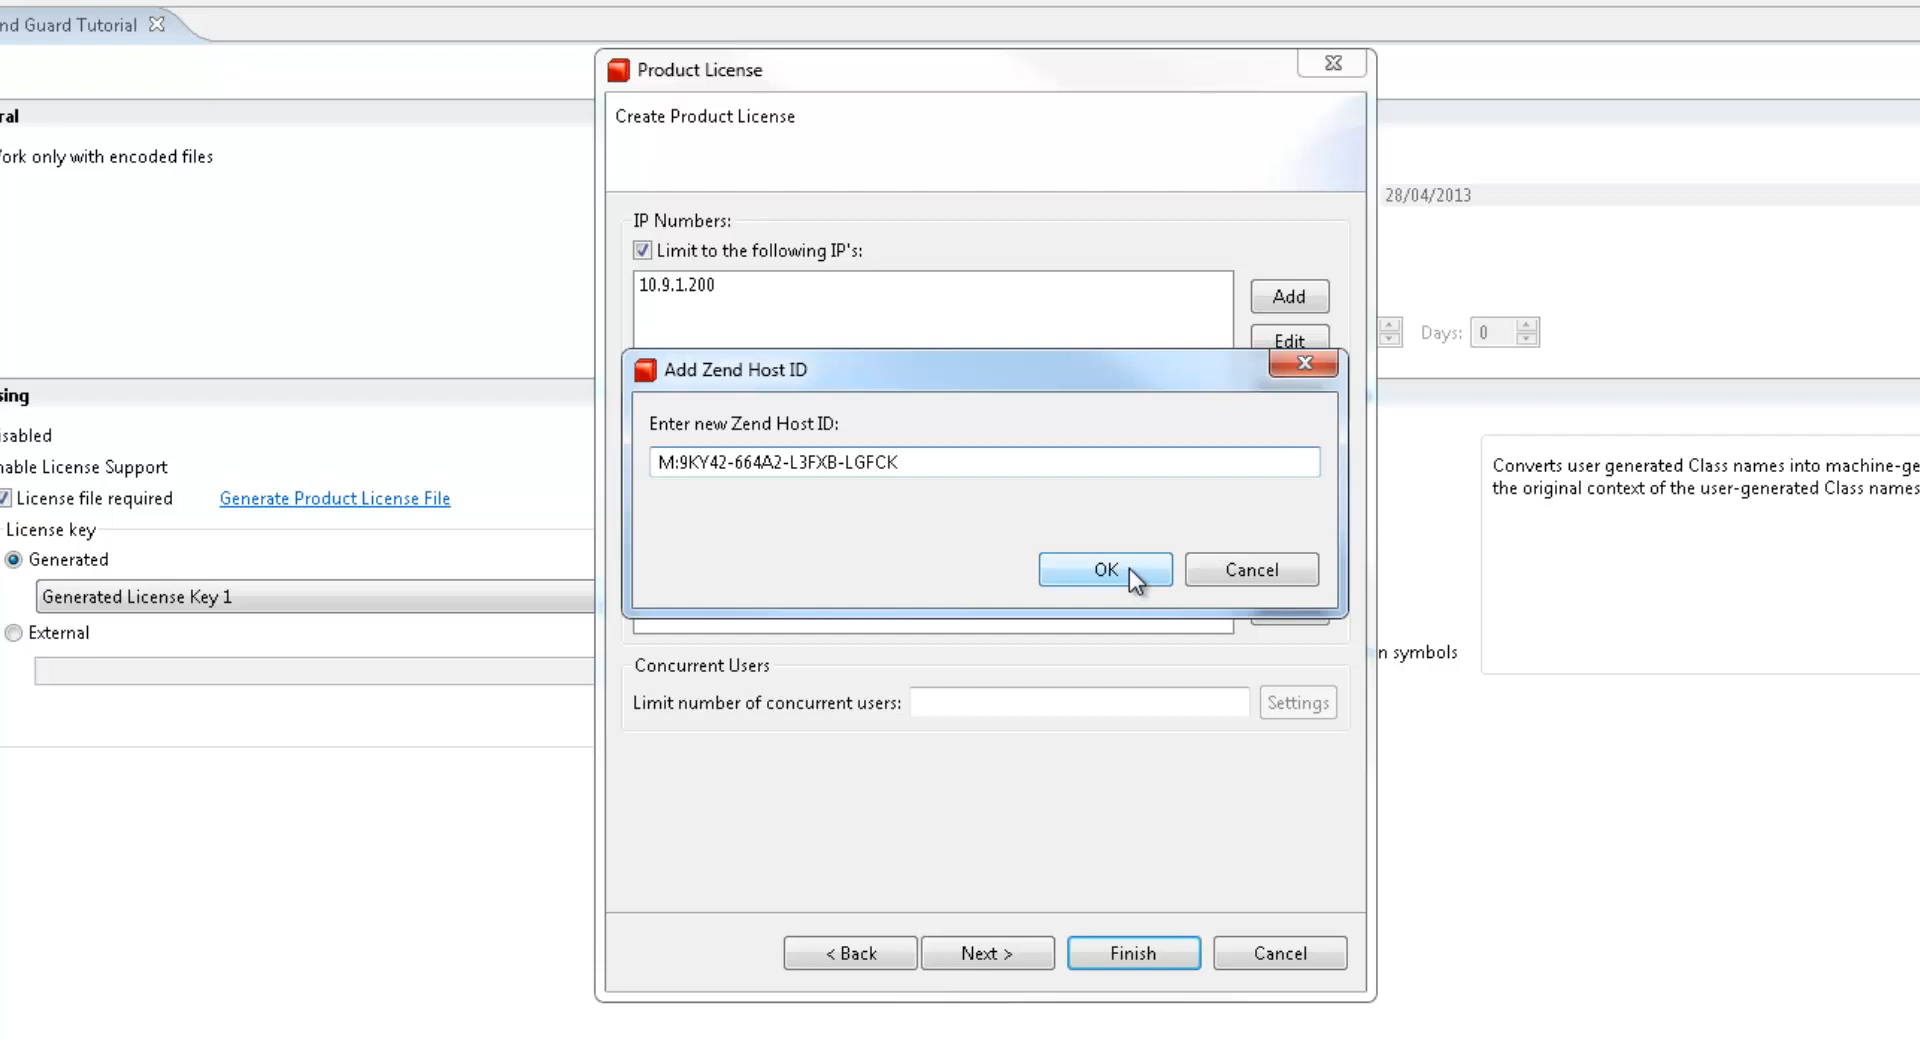 nd Guard Tutorial
Product License
Create Product License
ral
ork only with encoded files
28/04/2013
IP Numbers:
Limit to the following IP's:
10.9.1.200
Add
Edit
Days: 0
Add Zend Host ID
Enter new Zend Host ID:
M:9KY42-664A2-L3FXB-LGFCK
OK
Cancel
sing
isabled
nable License Support
License file required
Generate Product License File
License key
Generated
Generated License Key 1
External
Converts user generated Class names into machine-ge
the original context of the user-generated Class names
n symbols
Concurrent Users
Limit number of concurrent users:
Settings
< Back
Next >
Finish
Cancel